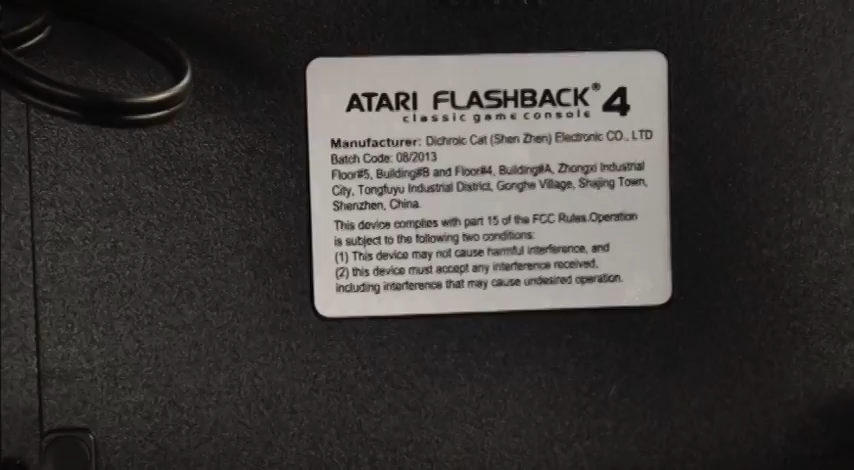 ATARI FLASHBACK® 4
classic game console
Manufacturer: Dichroic Cat (Shen Zhen) Electronic CO., LTD
Batch Code: 08/2013
Floor#5, Building#B and Floor#4, Building#A, Zhongxi Industrial
City, Tongfuyu Industrial District, Gonghe Village, Shajing Town,
Shenzhen, China.
This device complies with part 15 of the FCC Rules.Operation
is subject to the following two conditions:
(1) This device may not cause harmful interference, and
(2) this device must accept any interference received,
including interference that may cause undesired operation.